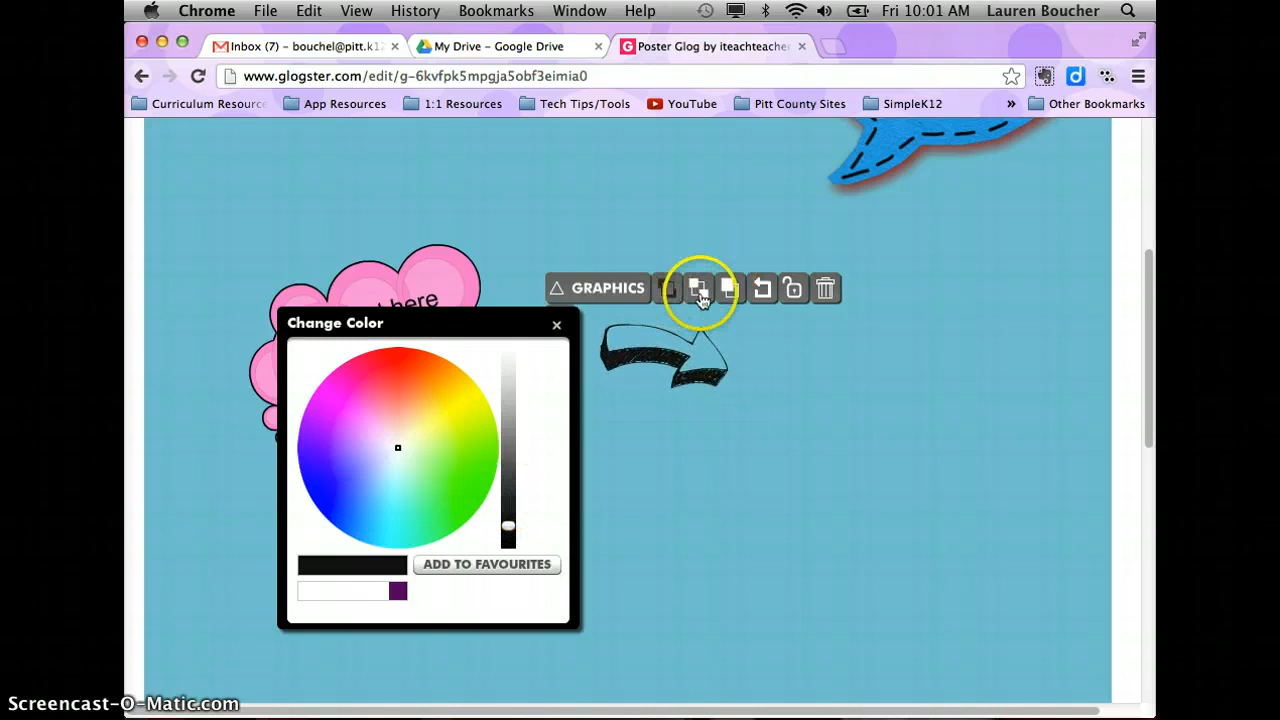 Chrome File Edit View History Bookmarks Window Help Fri 10:01 AM Lauren Boucher
Inbox (7) – bouchel@pitt.k12 My Drive – Google Drive Poster Glog by iteachteacher
www.glogster.com/edit/g-6kvfpk5mpgja5obf3eimia0
Curriculum Resource App Resources 1:1 Resources Tech Tips/Tools YouTube Pitt County Sites SimpleK12 » Other Bookmarks
GRAPHICS
here
Change Color
ADD TO FAVOURITES
Screencast-O-Matic.com